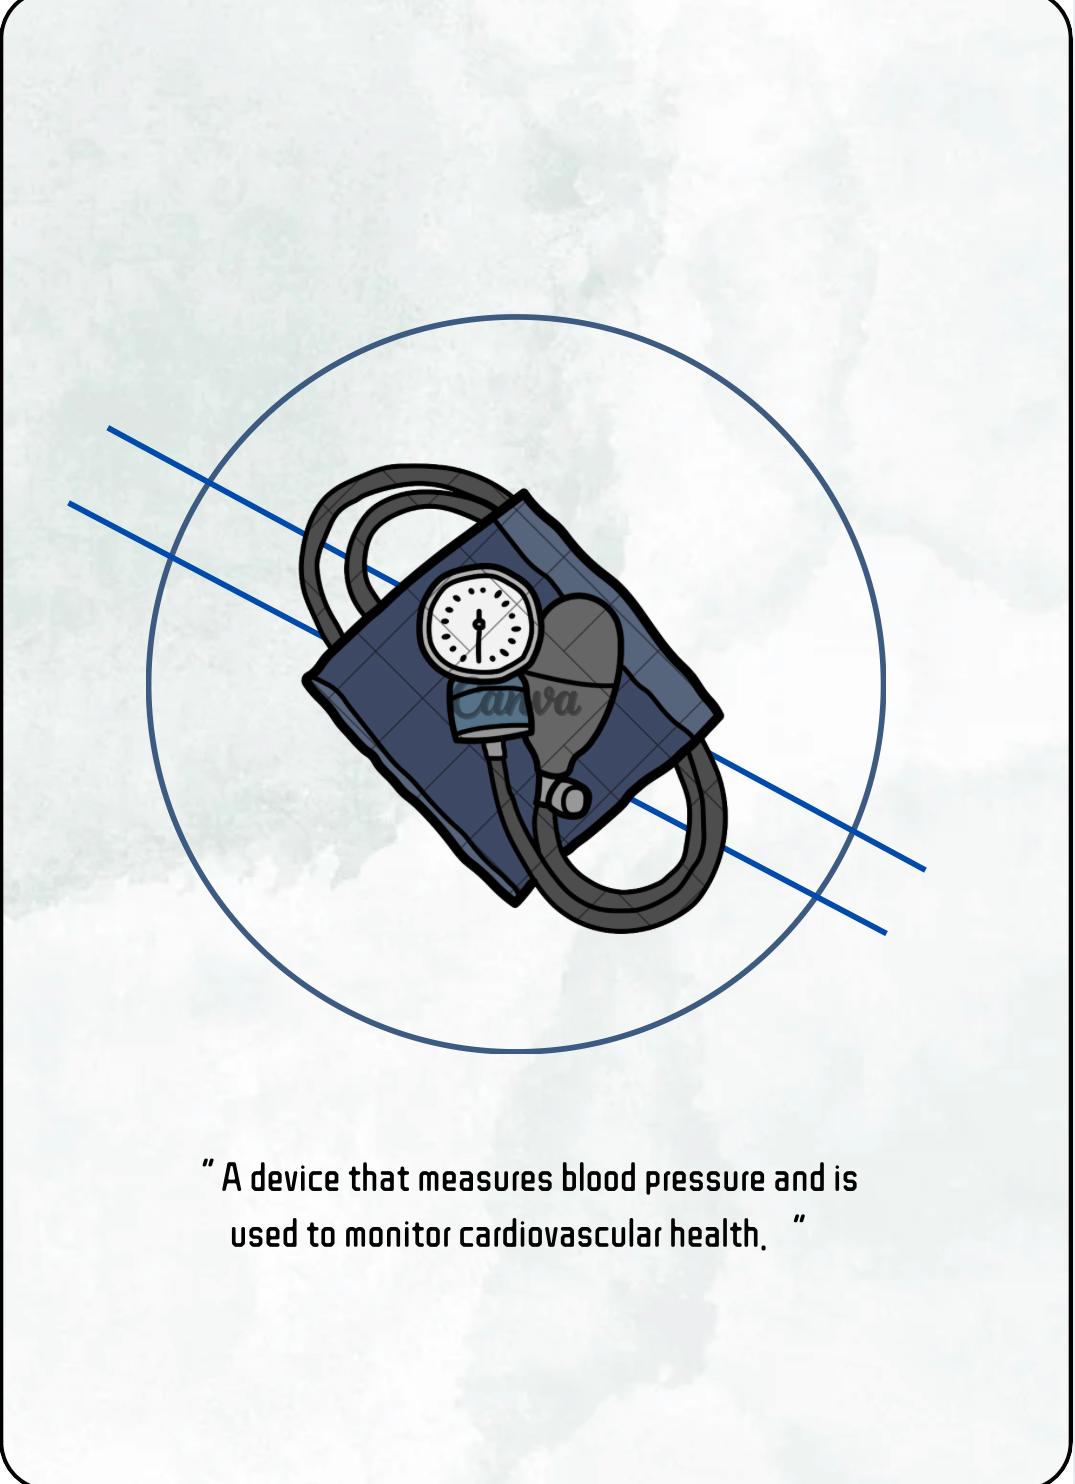 Canva
" A device that measures blood pressure and is
used to monitor cardiovascular health. "